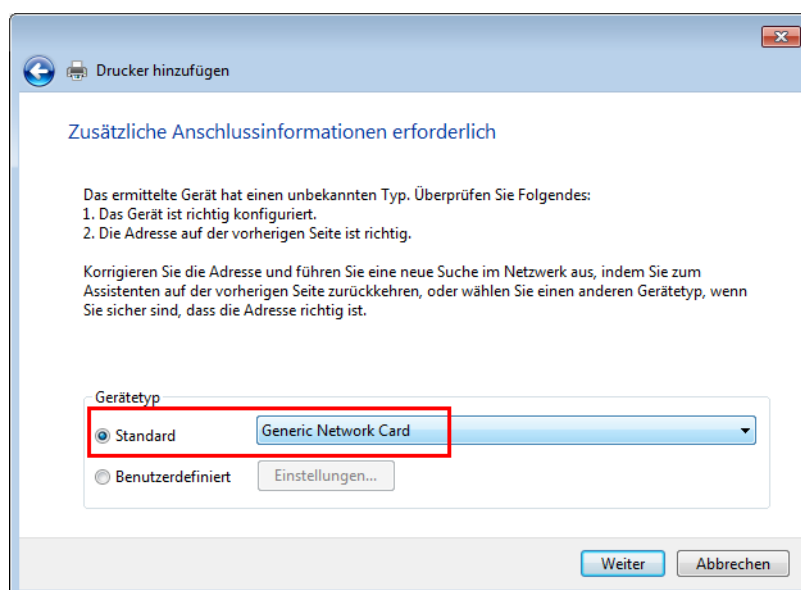 Drucker hinzufügen
Zusätzliche Anschlussinformationen erforderlich
Das ermittelte Gerät hat einen unbekannten Typ. Überprüfen Sie Folgendes:
1. Das Gerät ist richtig konfiguriert.
2. Die Adresse auf der vorherigen Seite ist richtig.
Korrigieren Sie die Adresse und führen Sie eine neue Suche im Netzwerk aus, indem Sie zum
Assistenten auf der vorherigen Seite zurückkehren, oder wählen Sie einen anderen Gerätetyp, wenn
Sie sicher sind, dass die Adresse richtig ist.
Gerätetyp
Standard Generic Network Card
Benutzerdefiniert Einstellungen...
Weiter Abbrechen